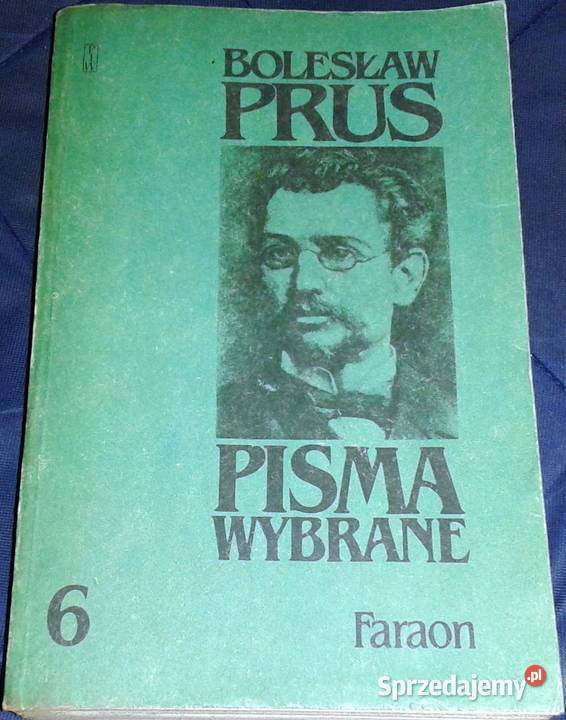 BOLESŁAW
PRUS
PISMA
WYBRANE
6
Faraon
Sprzedajemy.pl